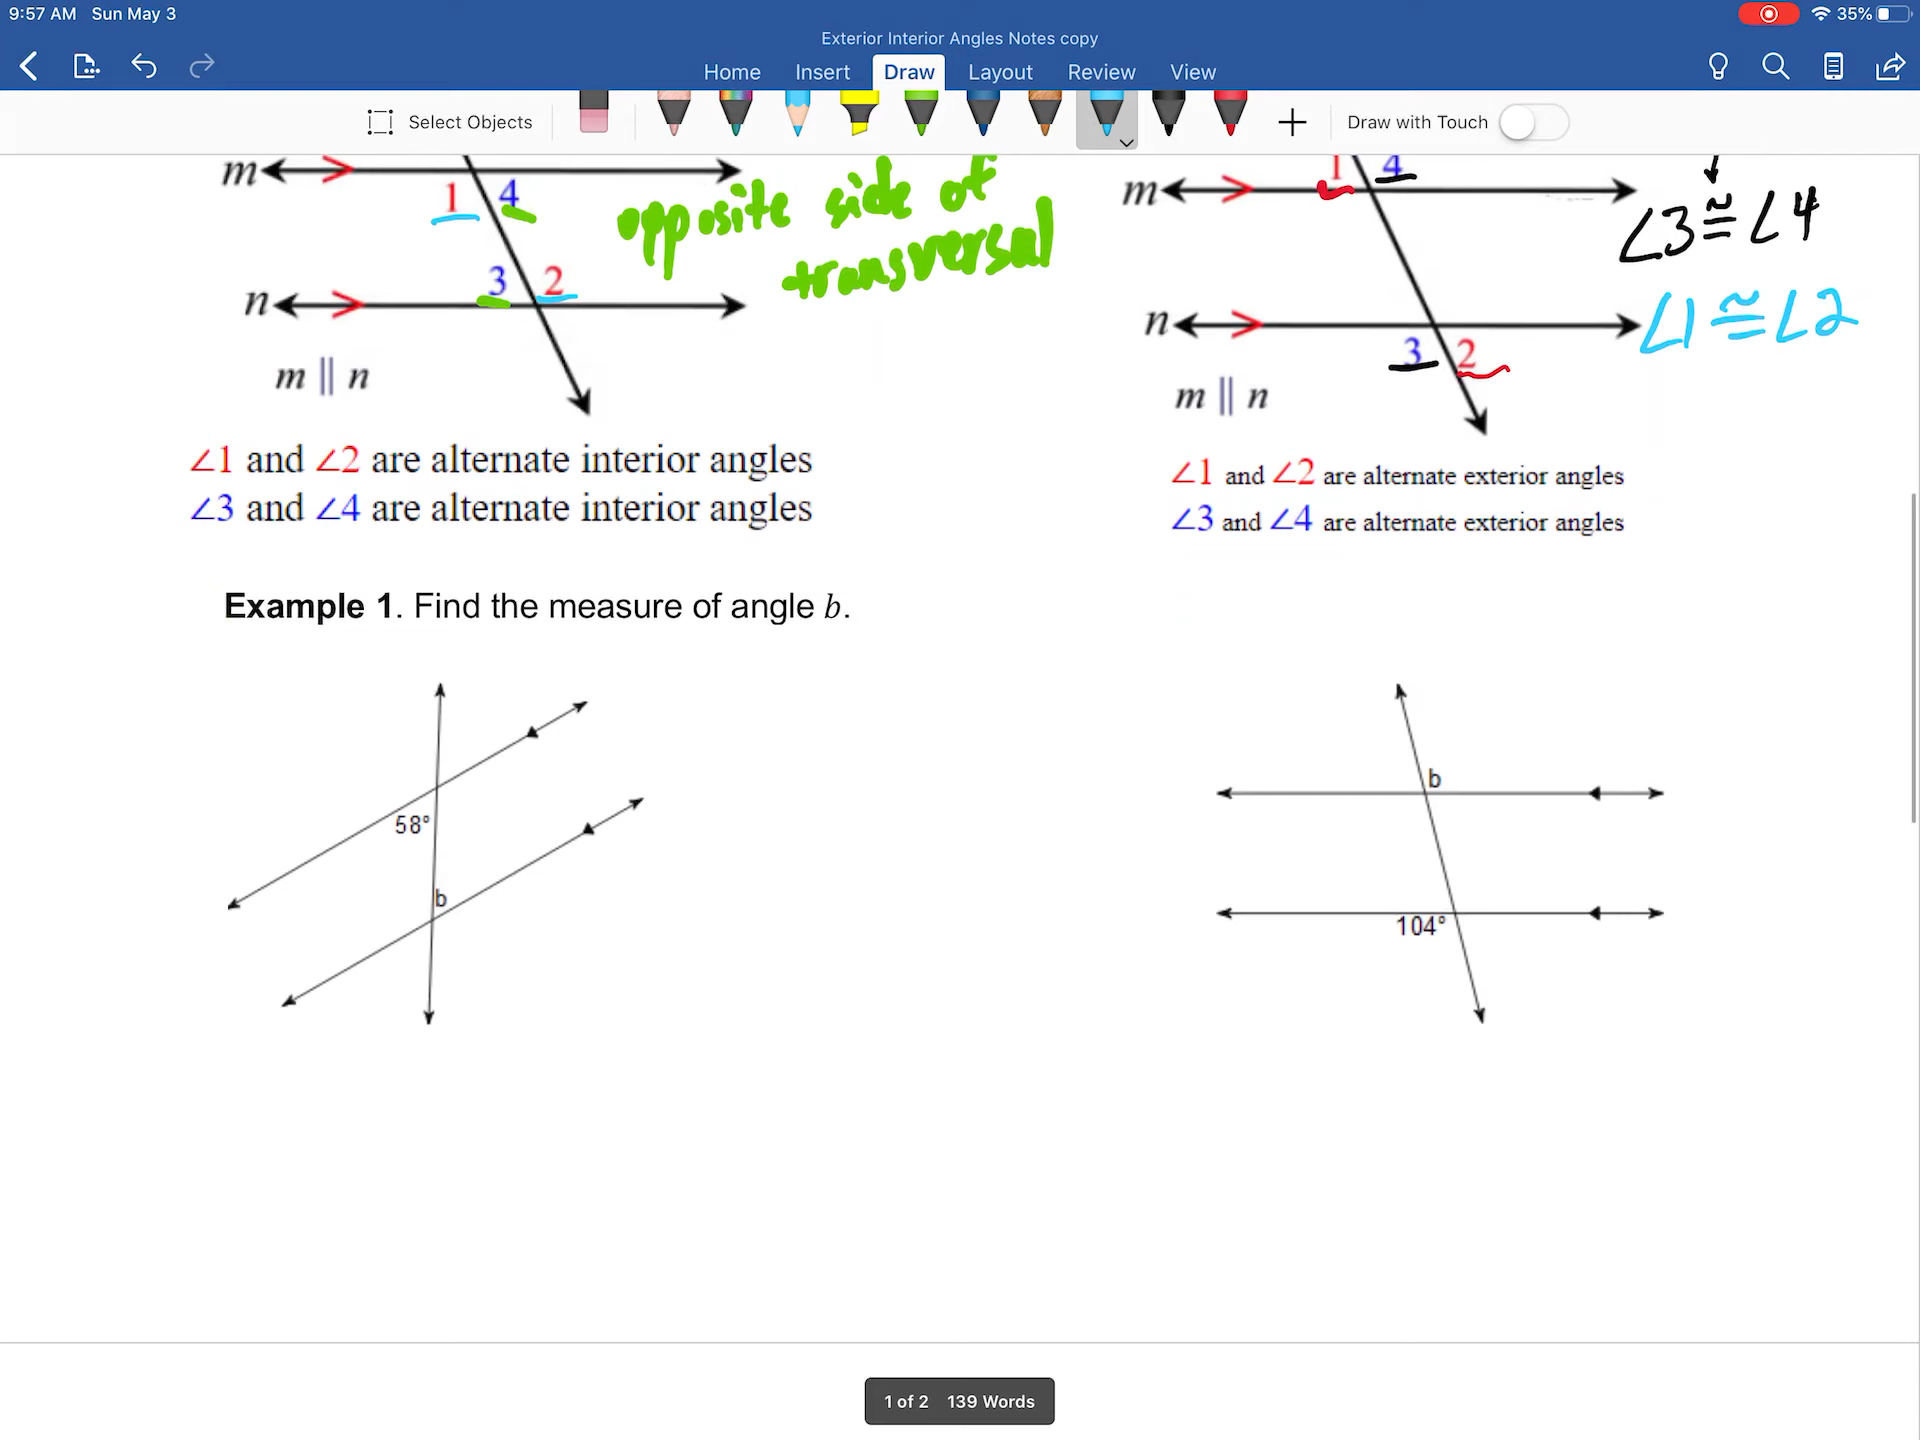 9:57 AM Sun May 3
35%
Exterior Interior Angles Notes copy
Home Insert Draw Layout Review View
Select Objects
Draw with Touch
m
1 4
opposite side of
transversal
3 2
n
m || n
∠1 and ∠2 are alternate interior angles
∠3 and ∠4 are alternate interior angles
1 4
m
∠3 ≅ ∠4
∠1 ≅ ∠2
n
3 2
m || n
∠1 and ∠2 are alternate exterior angles
∠3 and ∠4 are alternate exterior angles
Example 1. Find the measure of angle b.
58°
b
b
104°
1 of 2 139 Words